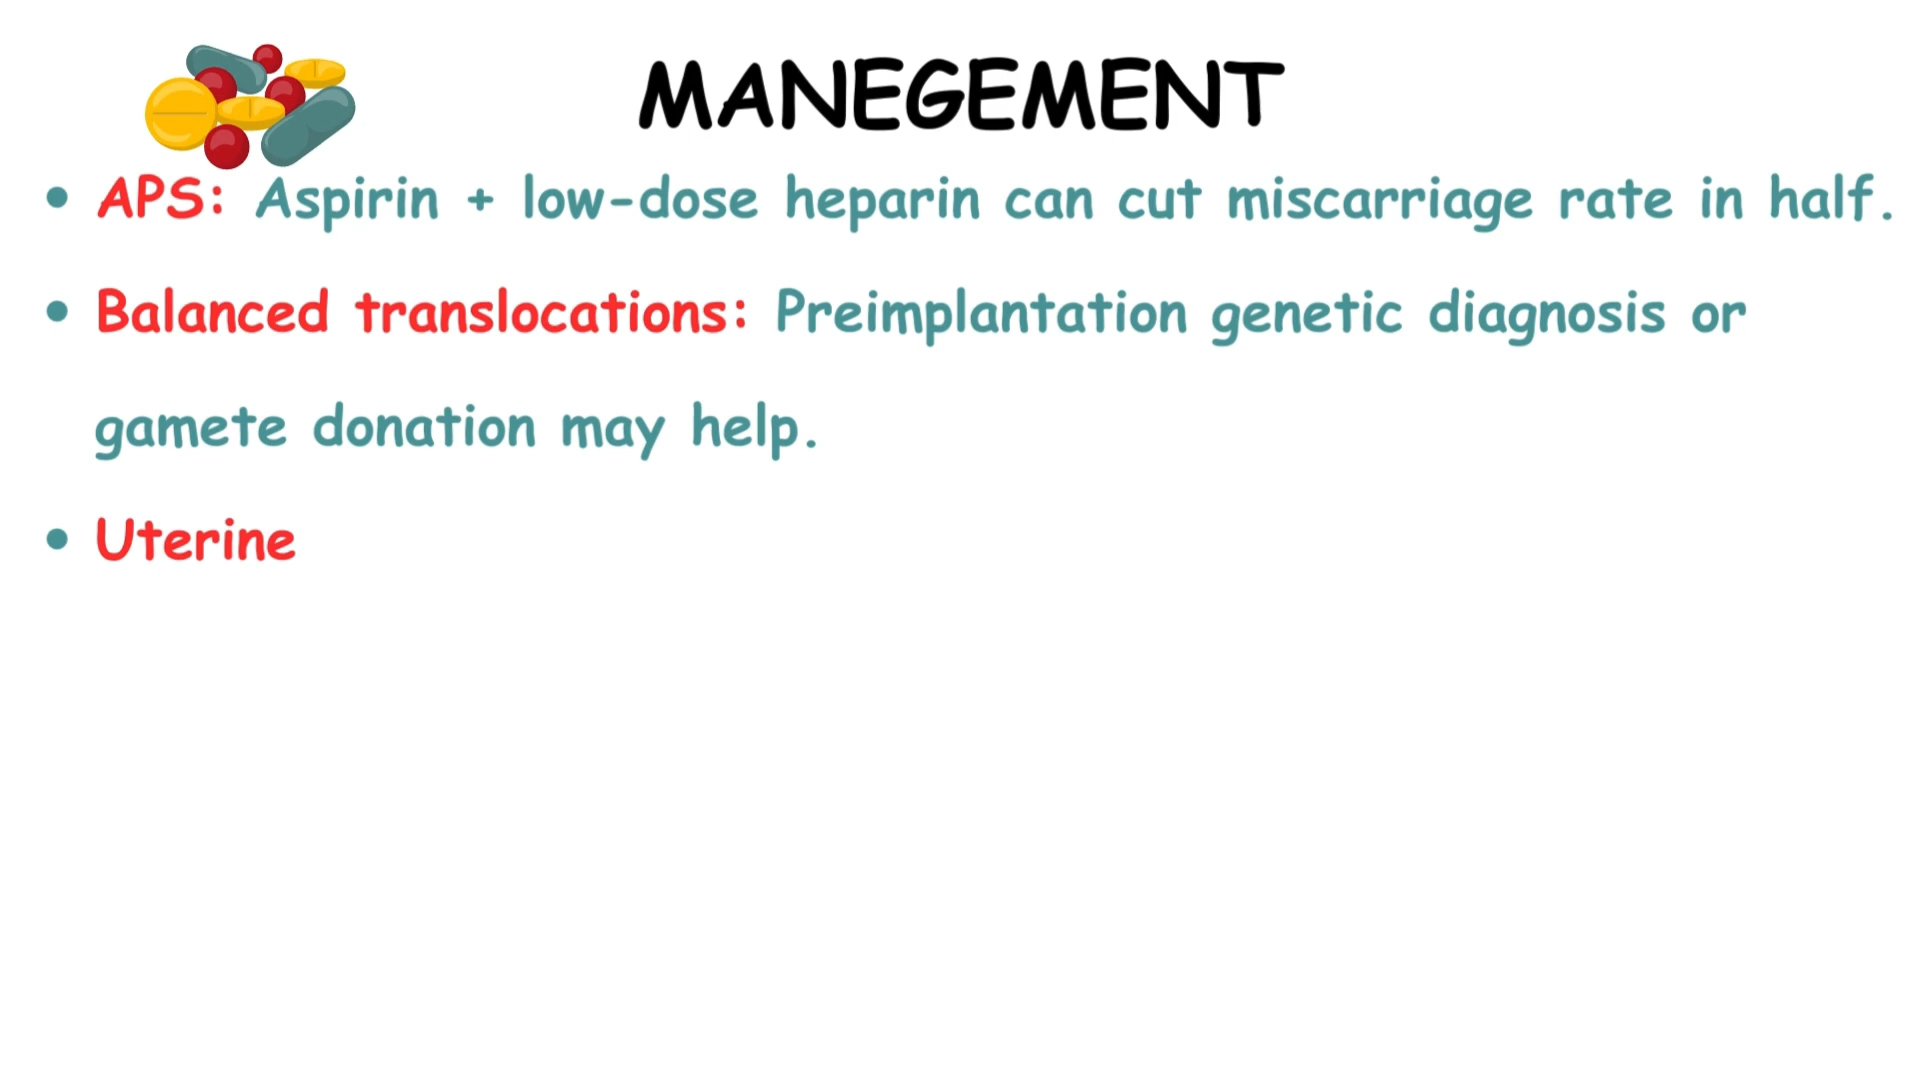 MANEGEMENT
• APS: Aspirin + low-dose heparin can cut miscarriage rate in half.
• Balanced translocations: Preimplantation genetic diagnosis or
gamete donation may help.
• Uterine